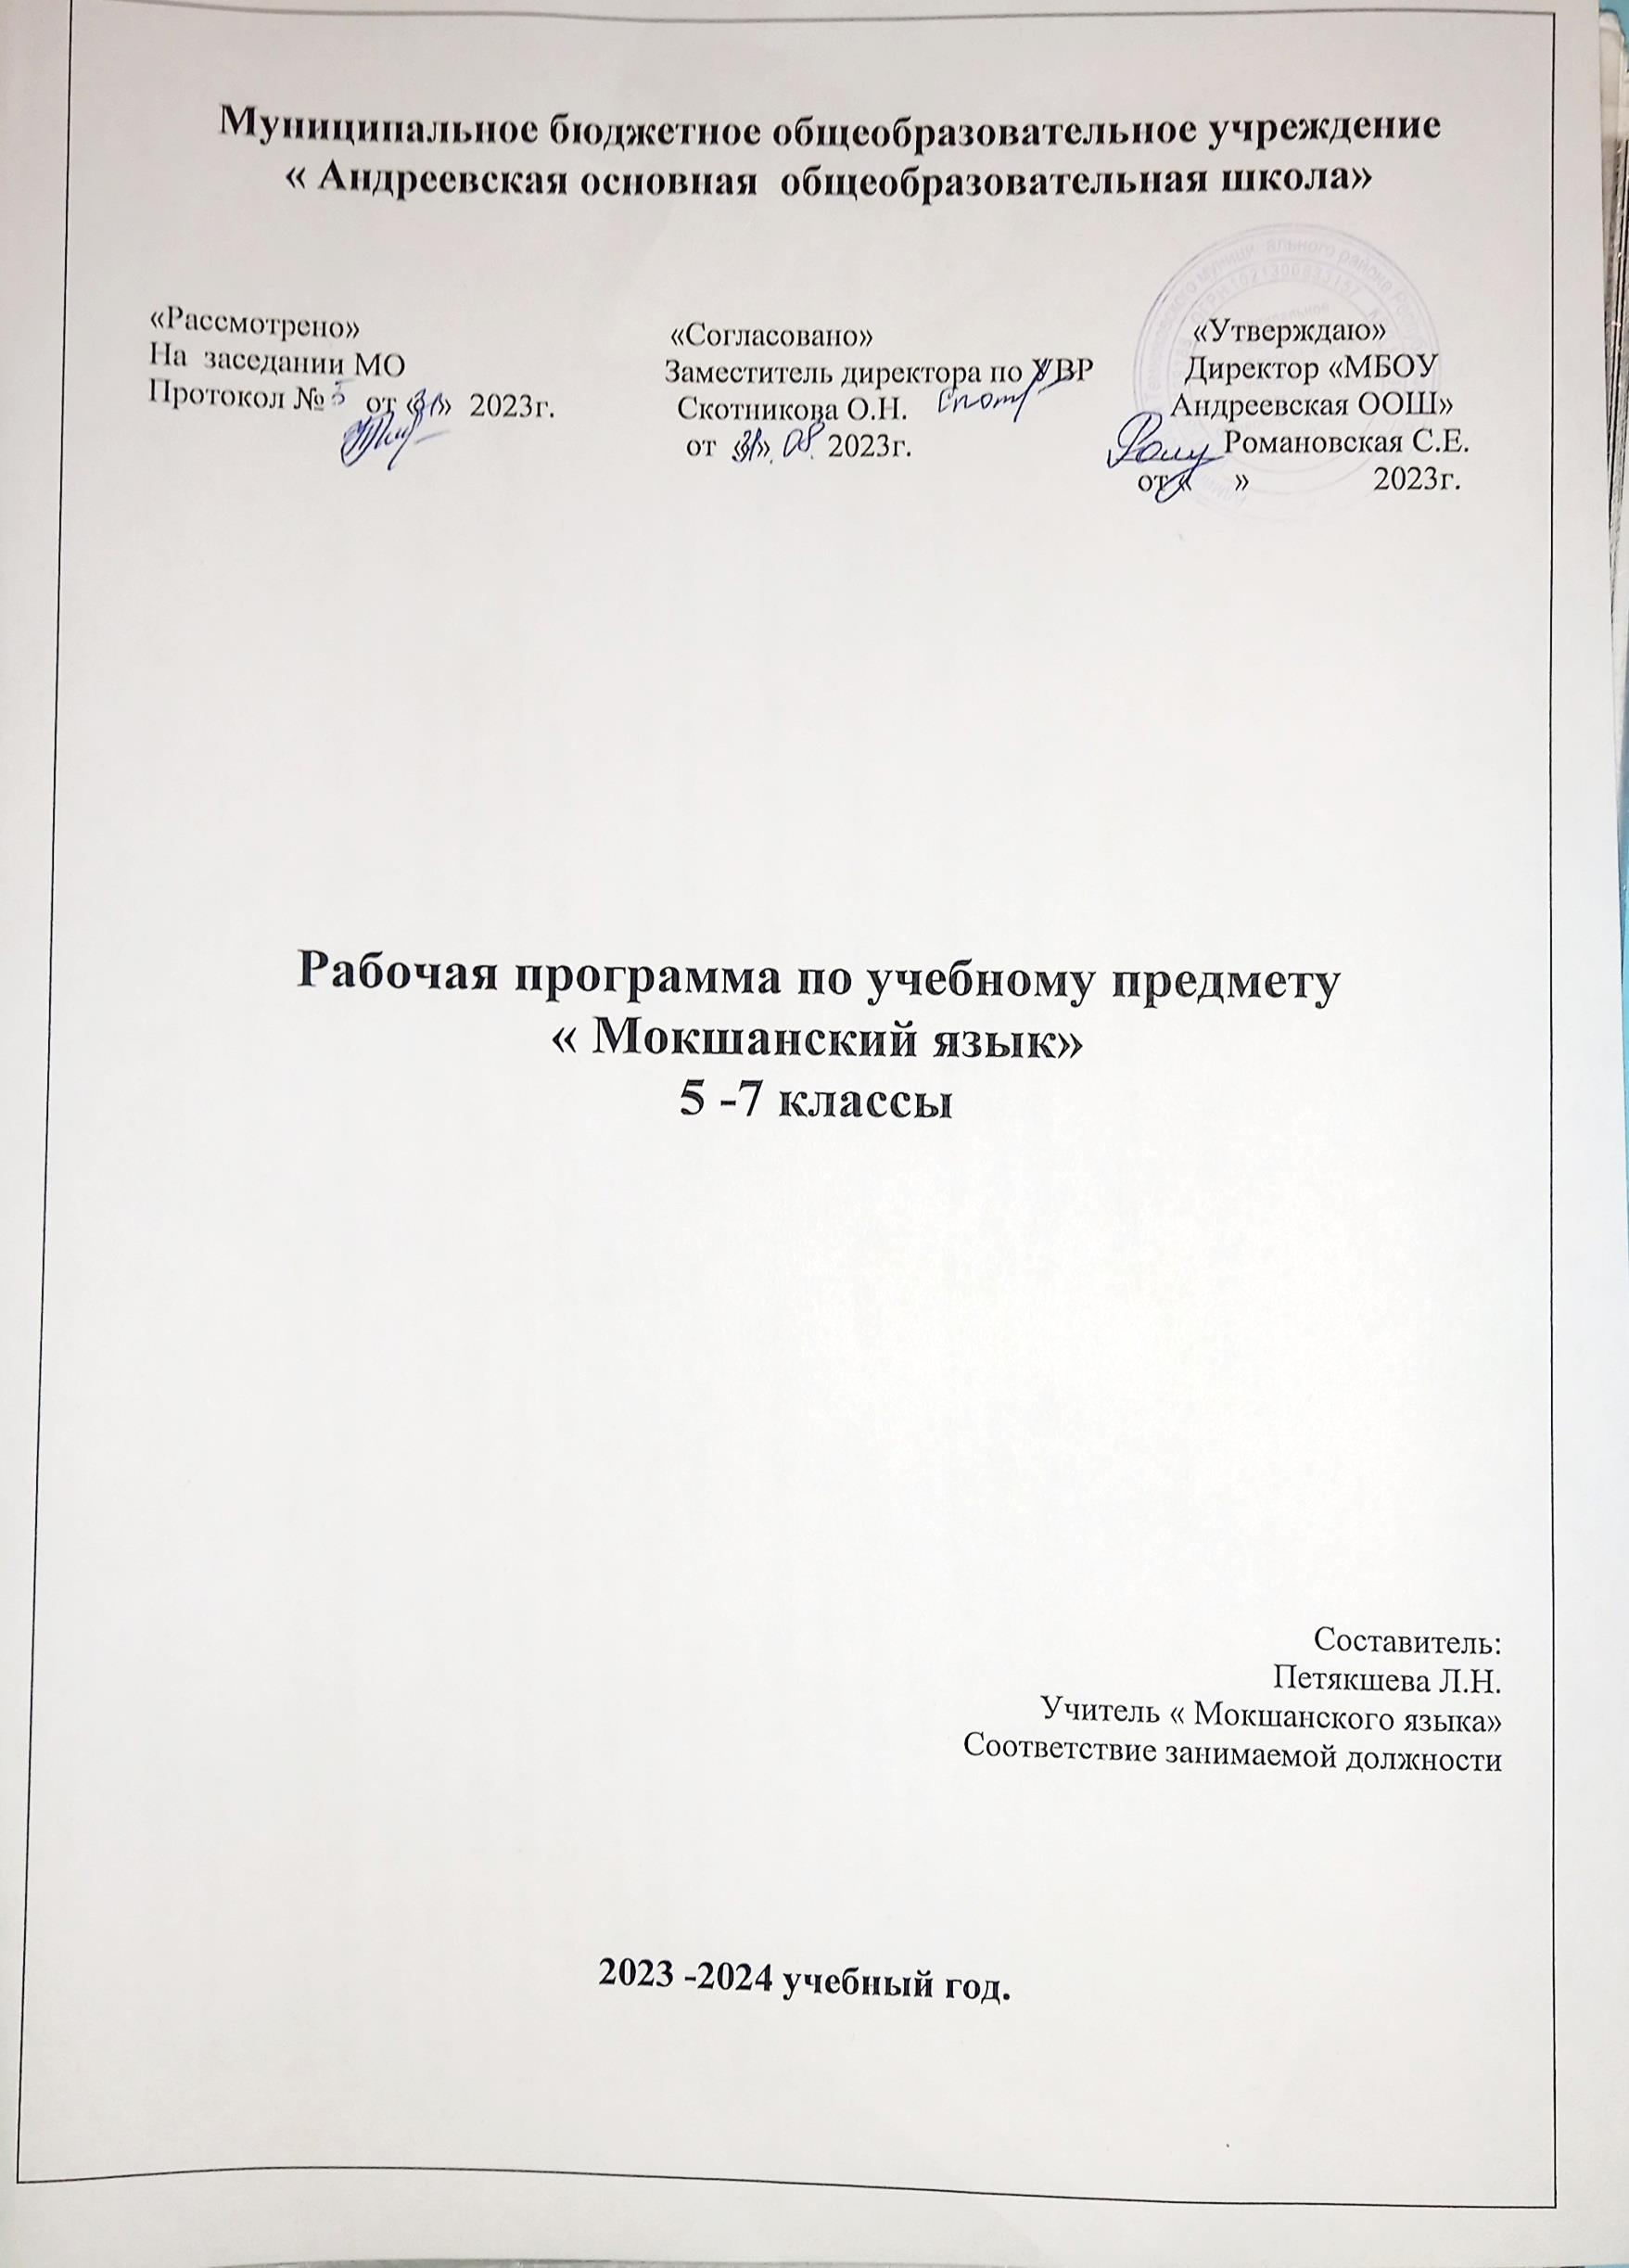 Муниципальное бюджетное общеобразовательное учреждение
« Андреевская основная  общеобразовательная школа»
«Рассмотрено»
На  заседании МО
Протокол № 3 от «31» 2023г.
«Согласовано»
Заместитель директора по УВР
Скотникова О.Н.
от «31». 08. 2023г.
«Утверждаю»
Директор «МБОУ
Андреевская ООШ»
Романовская С.Е.
от « » 2023г.
Рабочая программа по учебному предмету
« Мокшанский язык»
5 -7 классы
Составитель:
Петякшева Л.Н.
Учитель « Мокшанского языка»
Соответствие занимаемой должности
2023 -2024 учебный год.